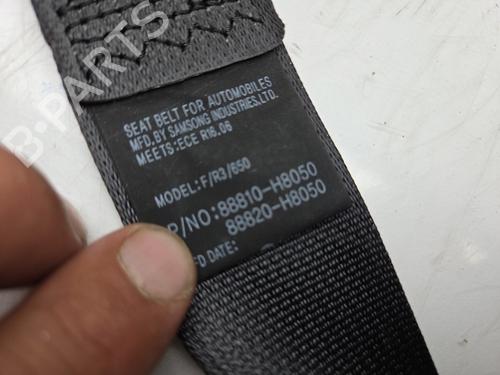 SEAT BELT FOR AUTOMOBILES
MFD.BY SAMSONG INDUSTRIES,LTD.
MEETS:ECE R16.06
MODEL:F/R3/650
P/NO:88810-H8050
88820-H8050
FD DATE:
B-PARTS